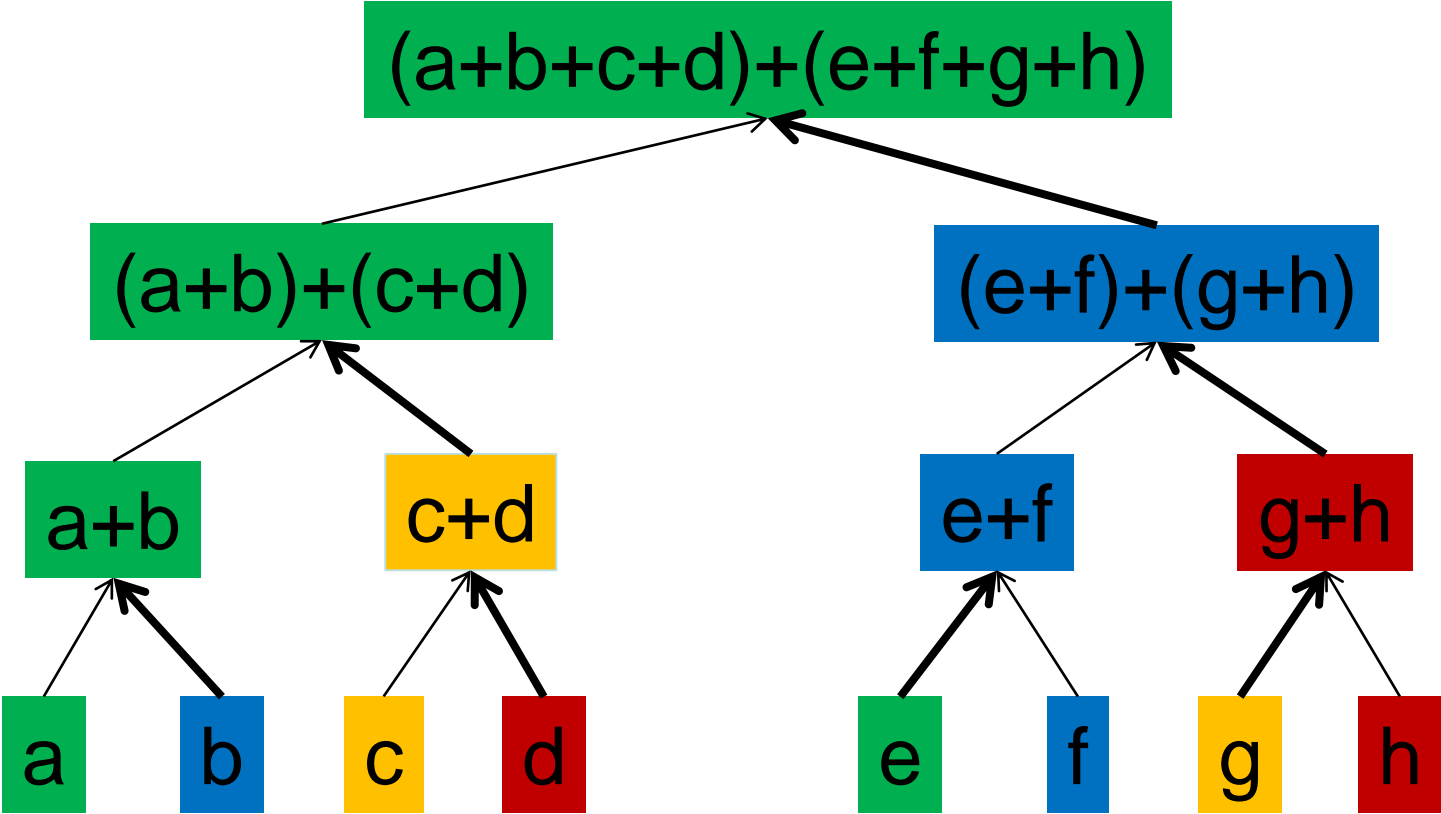 (a+b+c+d)+(e+f+g+h)
(a+b)+(c+d)
(e+f)+(g+h)
a+b
c+d
e+f
g+h
a
b
c
d
e
f
g
h